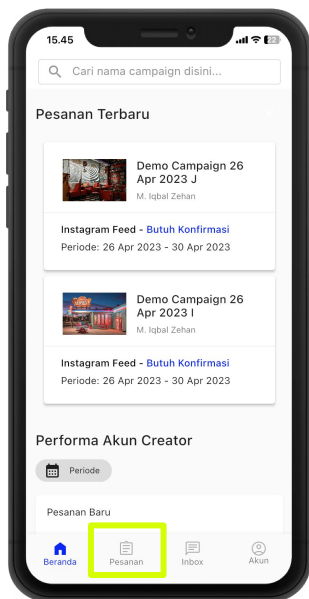 15.45
22
Cari nama campaign disini...
Pesanan Terbaru
Demo Campaign 26
Apr 2023 J
M. Iqbal Zehan
Instagram Feed - Butuh Konfirmasi
Periode: 26 Apr 2023 - 30 Apr 2023
Demo Campaign 26
Apr 2023 I
M. Iqbal Zehan
Instagram Feed - Butuh Konfirmasi
Periode: 26 Apr 2023 - 30 Apr 2023
Performa Akun Creator
Periode
Pesanan Baru
Beranda
Pesanan
Inbox
Akun